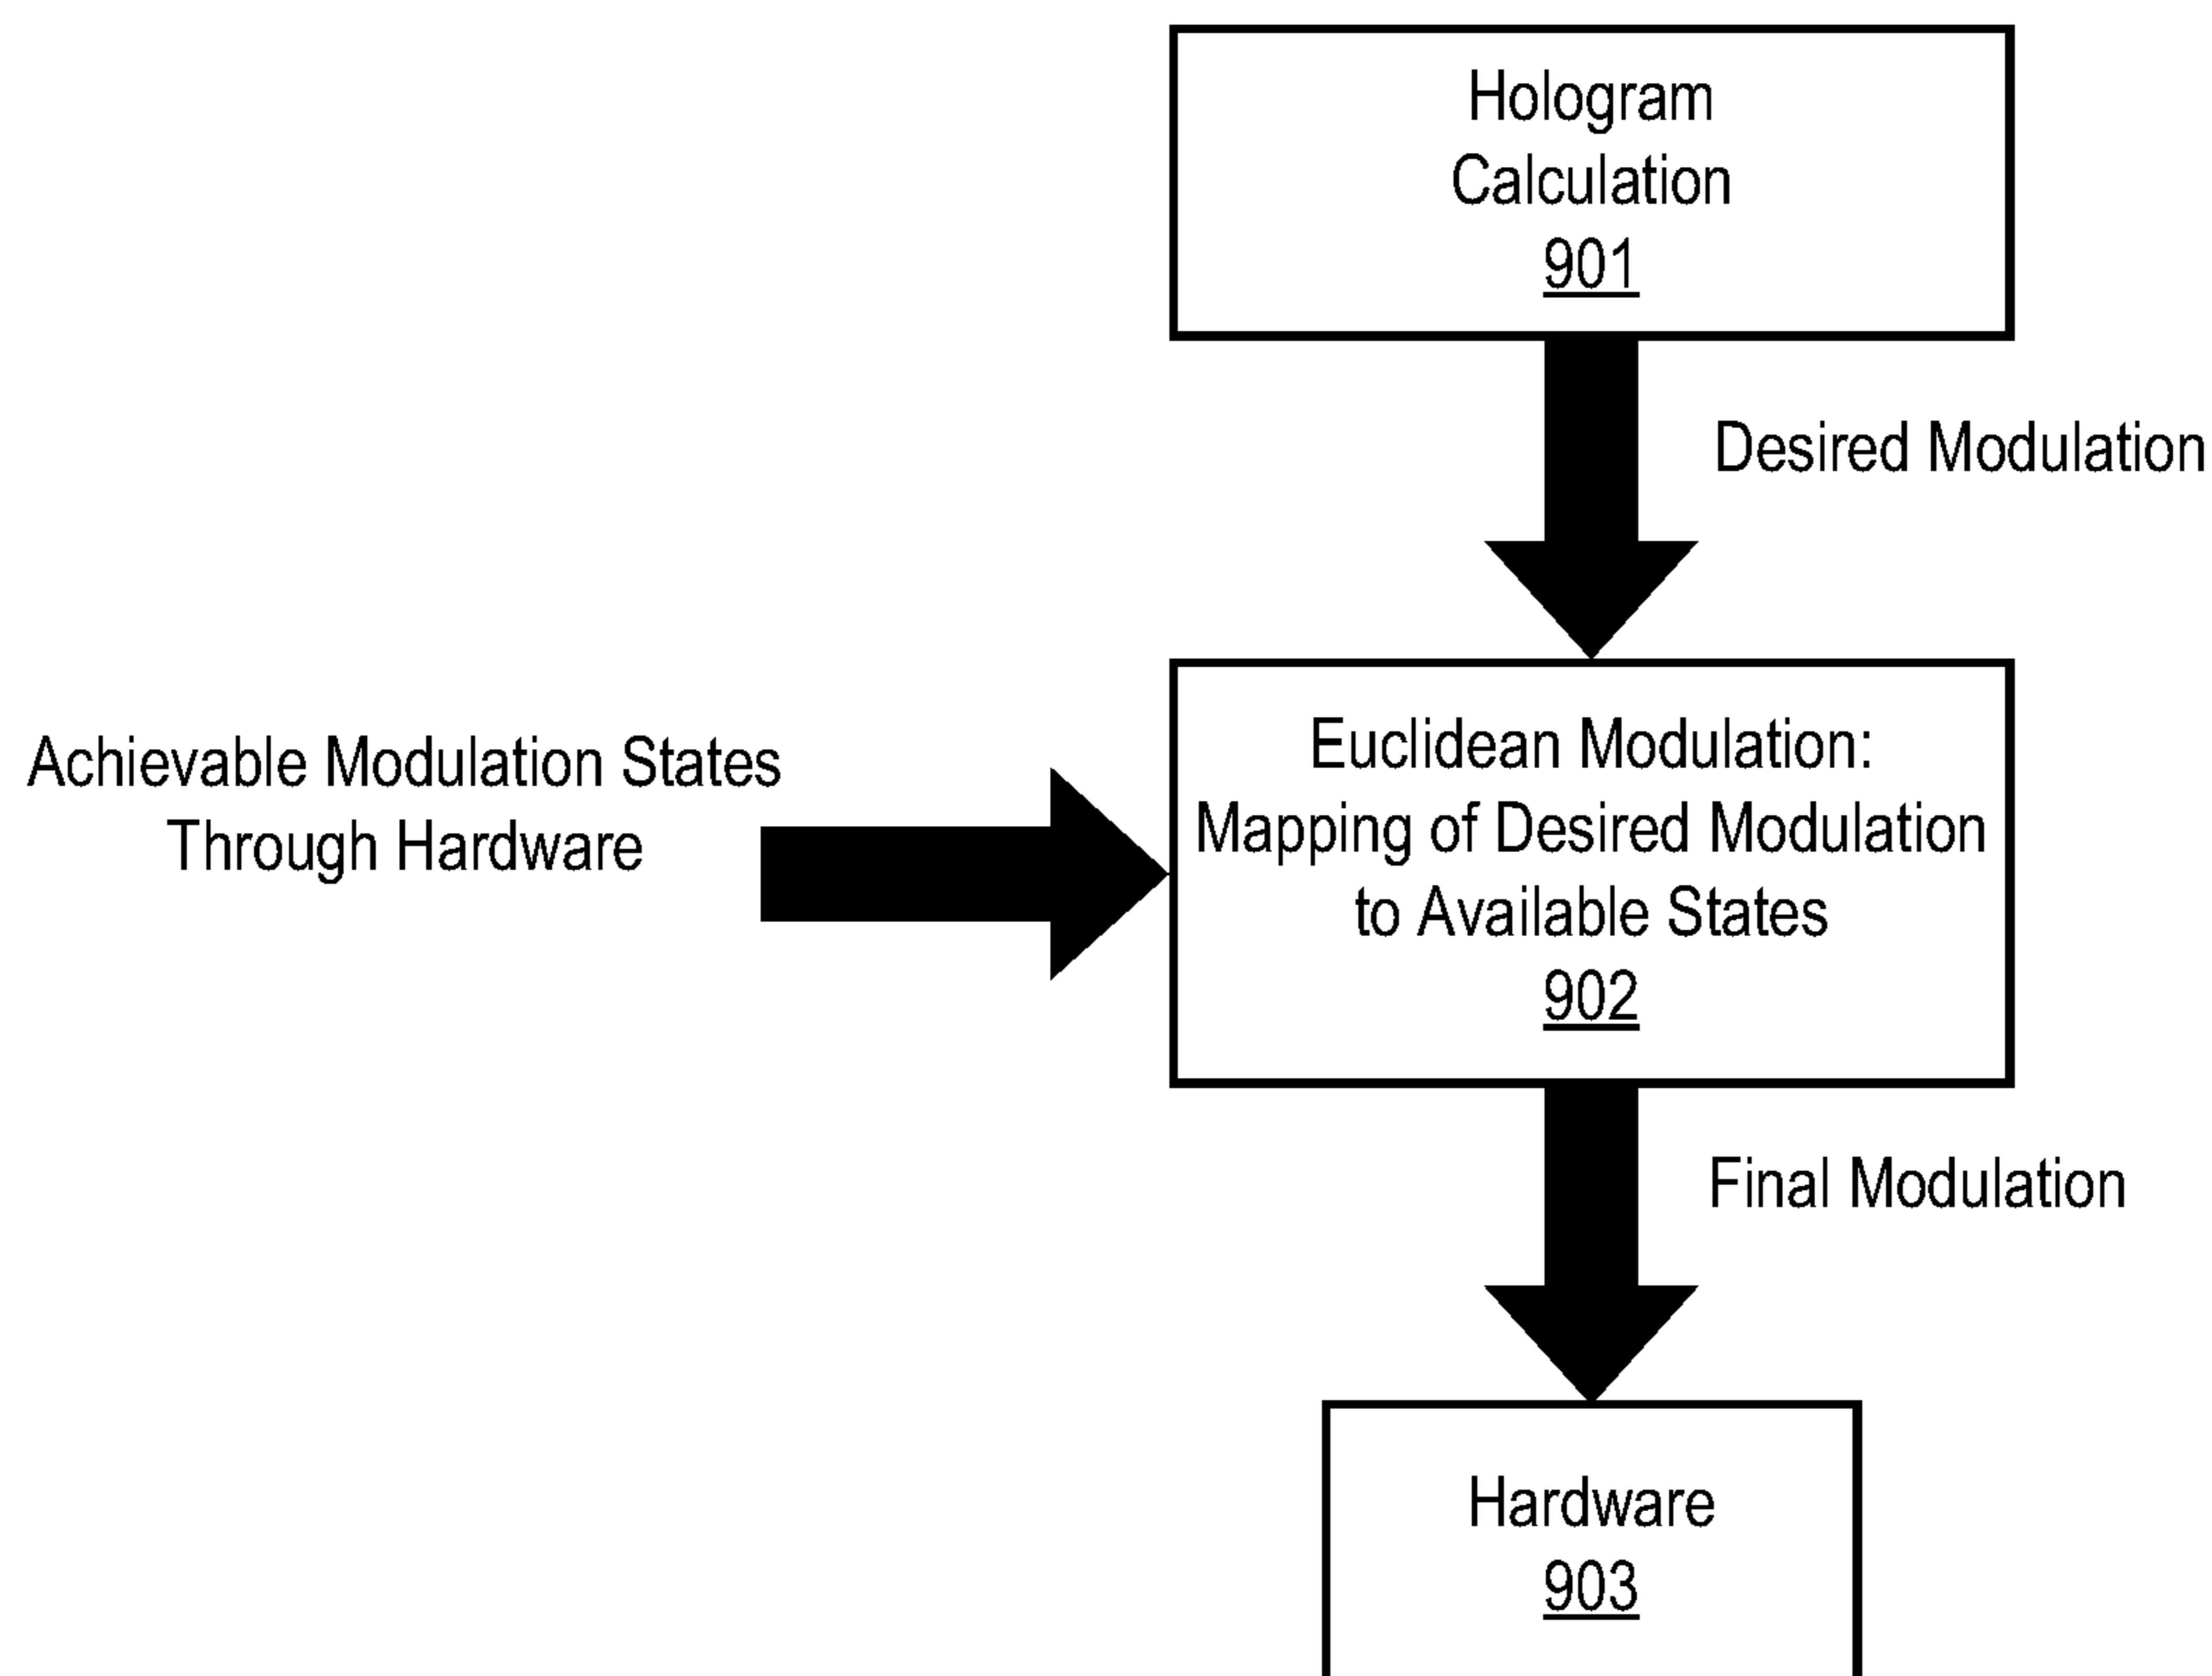 Hologram
Calculation
901
Desired Modulation
Achievable Modulation States
Through Hardware
Euclidean Modulation:
Mapping of Desired Modulation
to Available States
902
Final Modulation
Hardware
903